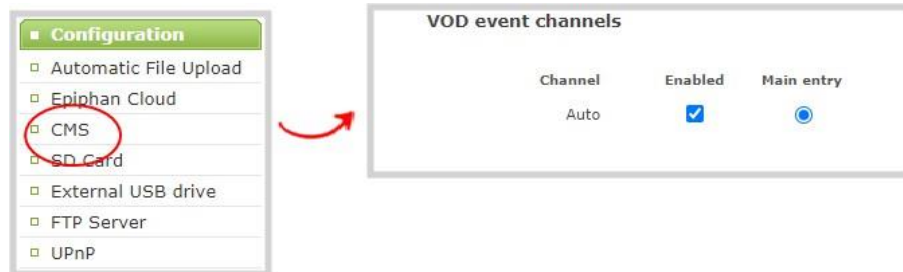 Configuration
Automatic File Upload
Epiphan Cloud
CMS
SD Card
External USB drive
FTP Server
UPnP
VOD event channels
Channel Enabled Main entry
Auto